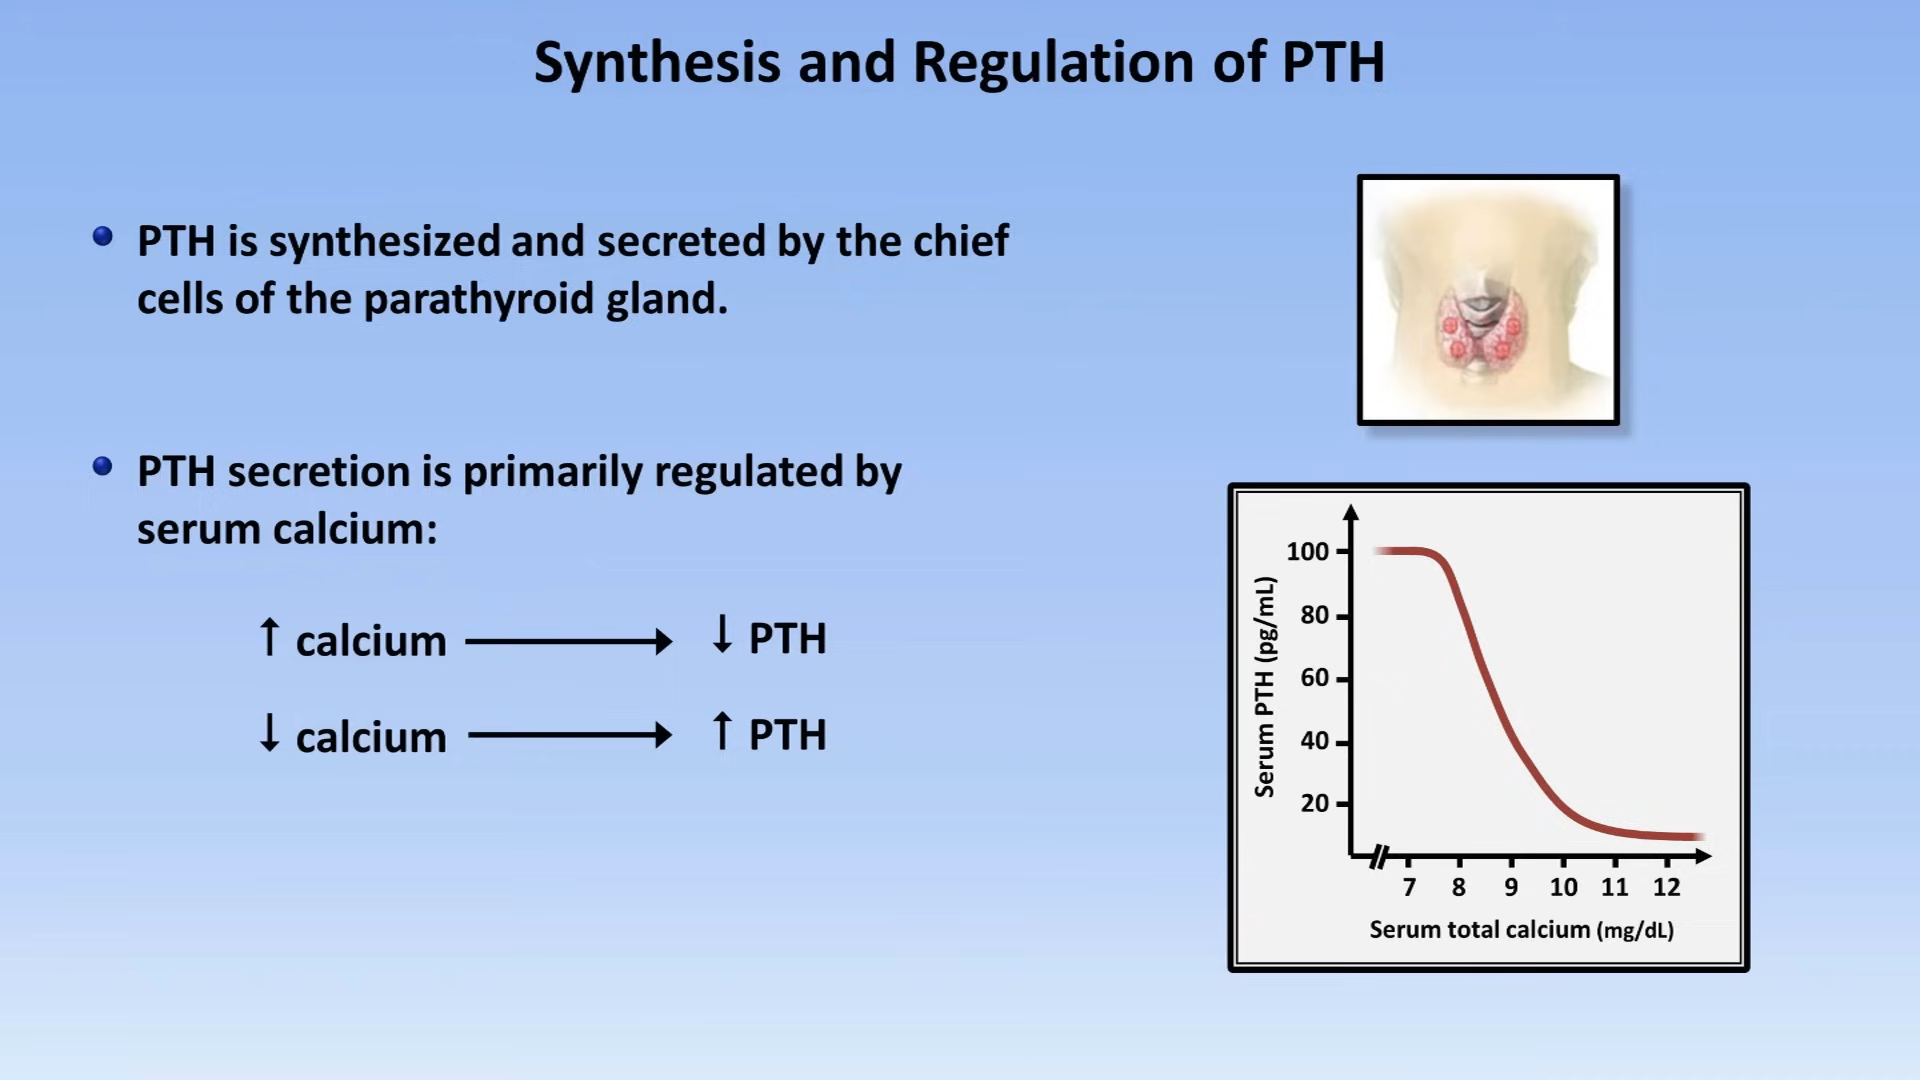 Synthesis and Regulation of PTH
PTH is synthesized and secreted by the chief
cells of the parathyroid gland.
PTH secretion is primarily regulated by
serum calcium:
↑ calcium ⟶ ↓ PTH
↓ calcium ⟶ ↑ PTH
Serum PTH (pg/mL)
100
80
60
40
20
7 8 9 10 11 12
Serum total calcium (mg/dL)